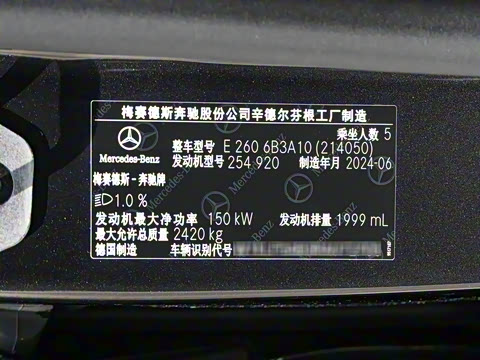 梅赛德斯奔驰股份公司辛德尔芬根工厂制造
乘坐人数 5
整车型号 E 260 6B3A10 (214050)
Mercedes-Benz
发动机型号 254 920 制造年月 2024-06
梅赛德斯 - 奔驰牌
1.0 %
发动机最大净功率 150 kW 发动机排量 1999 mL
最大允许总质量 2420 kg
德国制造 车辆识别代号